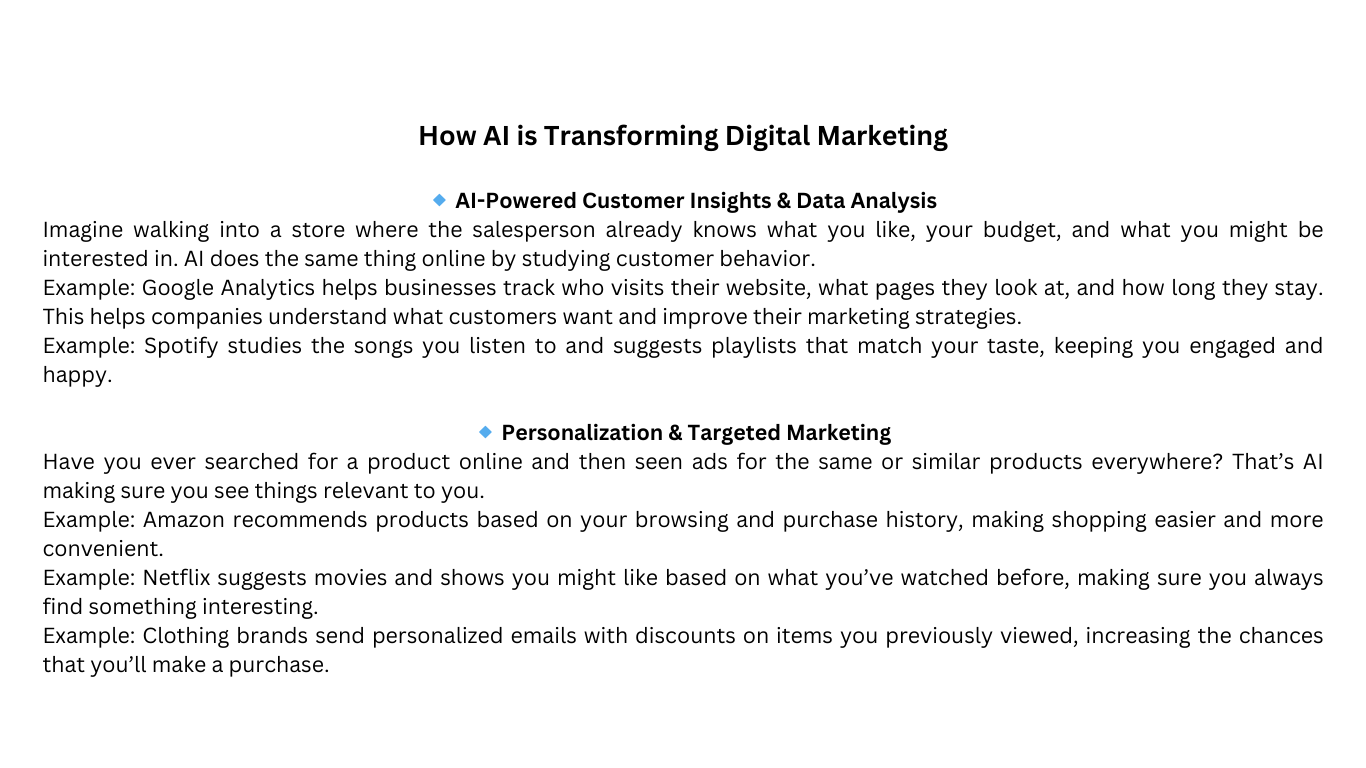 How AI is Transforming Digital Marketing
🔹 AI-Powered Customer Insights & Data Analysis
Imagine walking into a store where the salesperson already knows what you like, your budget, and what you might be
interested in. AI does the same thing online by studying customer behavior.
Example: Google Analytics helps businesses track who visits their website, what pages they look at, and how long they stay.
This helps companies understand what customers want and improve their marketing strategies.
Example: Spotify studies the songs you listen to and suggests playlists that match your taste, keeping you engaged and
happy.
🔹 Personalization & Targeted Marketing
Have you ever searched for a product online and then seen ads for the same or similar products everywhere? That’s AI
making sure you see things relevant to you.
Example: Amazon recommends products based on your browsing and purchase history, making shopping easier and more
convenient.
Example: Netflix suggests movies and shows you might like based on what you’ve watched before, making sure you always
find something interesting.
Example: Clothing brands send personalized emails with discounts on items you previously viewed, increasing the chances
that you’ll make a purchase.